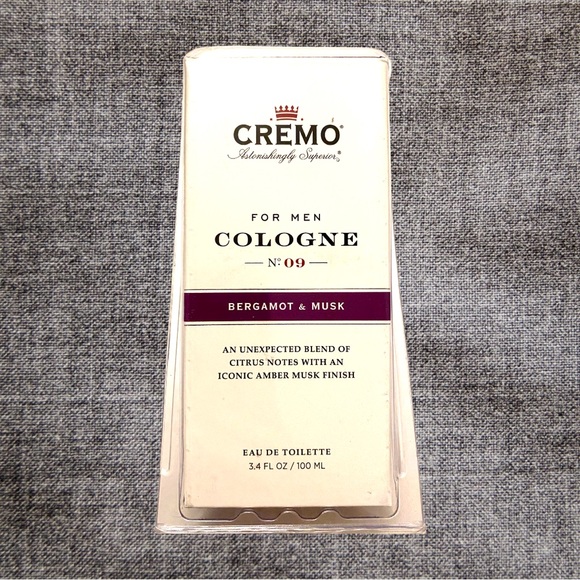 CREMO®
Astonishingly Superior®
FOR MEN
COLOGNE
Nº 09
BERGAMOT & MUSK
AN UNEXPECTED BLEND OF
CITRUS NOTES WITH AN
ICONIC AMBER MUSK FINISH
EAU DE TOILETTE
3.4 FL OZ / 100 ML